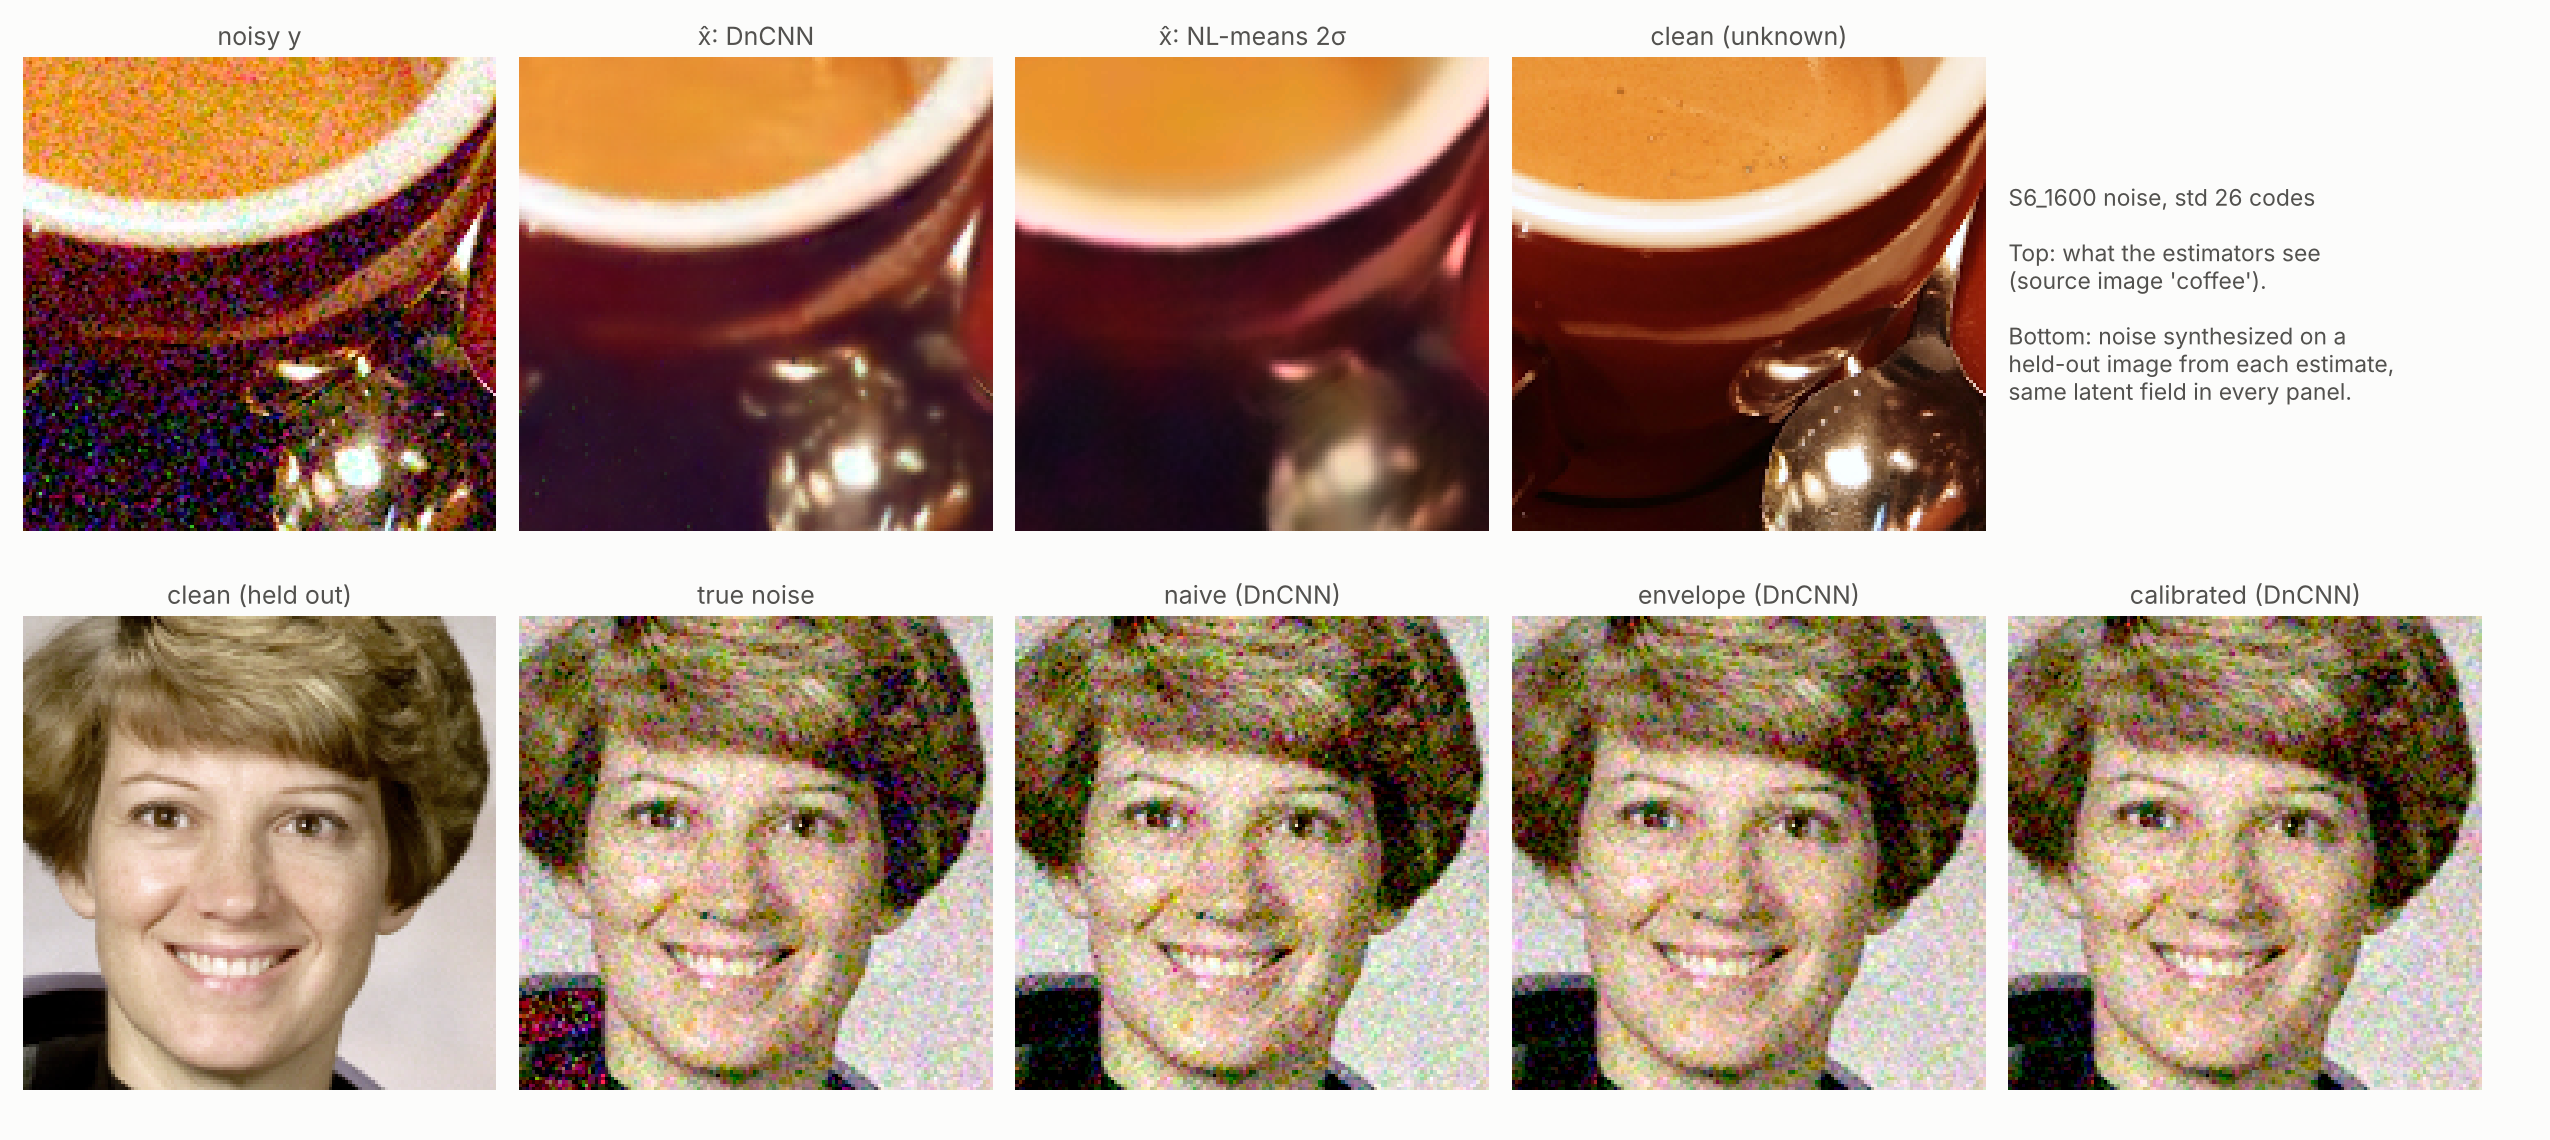 noisy y
x̂: DnCNN
x̂: NL-means 2σ
clean (unknown)
S6_1600 noise, std 26 codes
Top: what the estimators see
(source image 'coffee').
Bottom: noise synthesized on a
held-out image from each estimate,
same latent field in every panel.
clean (held out)
true noise
naive (DnCNN)
envelope (DnCNN)
calibrated (DnCNN)